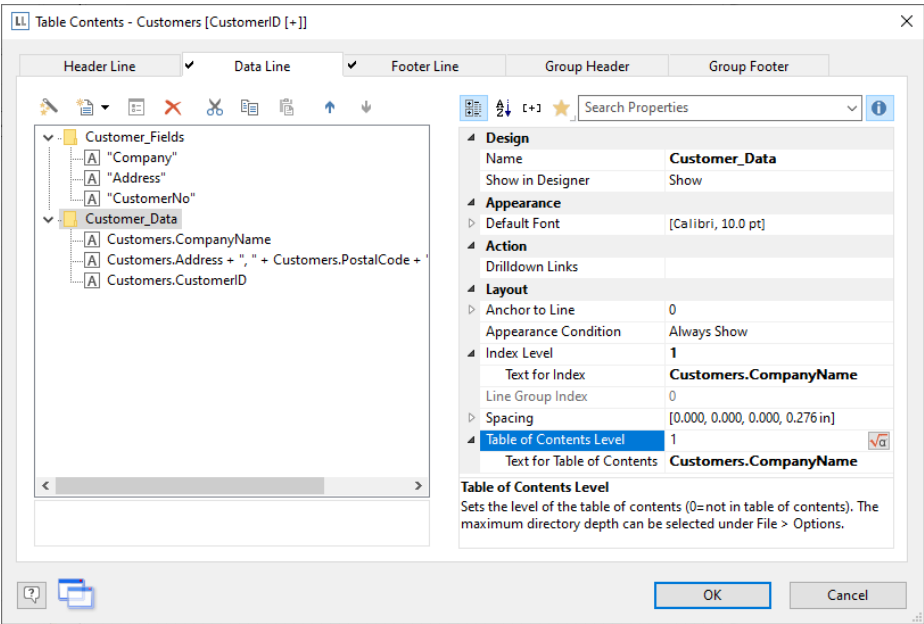 LL Table Contents - Customers [CustomerID [+]]
Header Line Data Line Footer Line Group Header Group Footer
[+] Search Properties
Customer_Fields
"Company"
"Address"
"CustomerNo"
Customer_Data
Customers.CompanyName
Customers.Address + ", " + Customers.PostalCode + "
Customers.CustomerID
Design
Name Customer_Data
Show in Designer Show
Appearance
Default Font [Calibri, 10.0 pt]
Action
Drilldown Links
Layout
Anchor to Line 0
Appearance Condition Always Show
Index Level 1
Text for Index Customers.CompanyName
Line Group Index 0
Spacing [0.000, 0.000, 0.000, 0.276 in]
Table of Contents Level 1
Text for Table of Contents Customers.CompanyName
Table of Contents Level
Sets the level of the table of contents (0=not in table of contents). The
maximum directory depth can be selected under File > Options.
OK Cancel